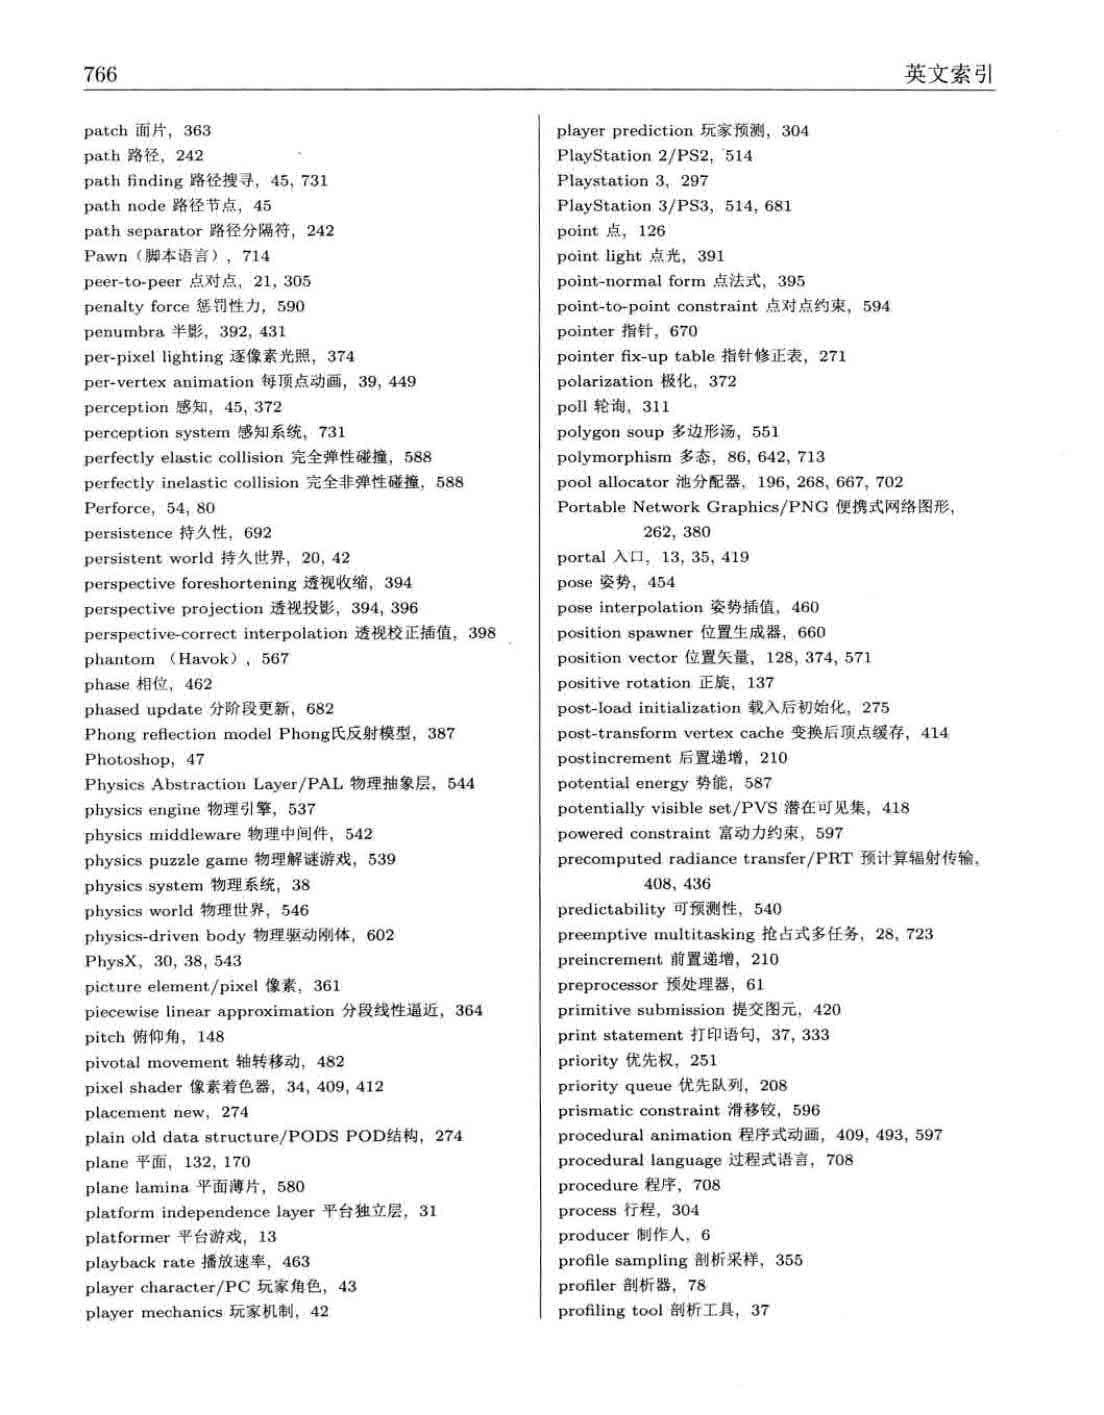 766
英文索引
patch 面片，363
path 路径，242
path finding 路径搜寻，45, 731
path node 路径节点，45
path separator 路径分隔符，242
Pawn（脚本语言）, 714
peer-to-peer 点对点，21, 305
penalty force 惩罚性力，590
penumbra 半影，392, 431
per-pixel lighting 逐像素光照，374
per-vertex animation 每顶点动画，39, 449
perception 感知，45, 372
perception system 感知系统，731
perfectly elastic collision 完全弹性碰撞，588
perfectly inelastic collision 完全非弹性碰撞，588
Perforce，54, 80
persistence 持久性，692
persistent world 持久世界，20, 42
perspective foreshortening 透视收缩，394
perspective projection 透视投影，394, 396
perspective-correct interpolation 透视校正插值，398
phantom （Havok）, 567
phase 相位，462
phased update 分阶段更新，682
Phong reflection model Phong氏反射模型，387
Photoshop，47
Physics Abstraction Layer/PAL 物理抽象层，544
physics engine 物理引擎，537
physics middleware 物理中间件，542
physics puzzle game 物理解谜游戏，539
physics system 物理系统，38
physics world 物理世界，546
physics-driven body 物理驱动刚体，602
PhysX，30, 38, 543
picture element/pixel 像素，361
piecewise linear approximation 分段线性逼近，364
pitch 俯仰角，148
pivotal movement 轴转移动，482
pixel shader 像素着色器，34, 409, 412
placement new，274
plain old data structure/PODS POD结构，274
plane 平面，132, 170
plane lamina 平面薄片，580
platform independence layer 平台独立层，31
platformer 平台游戏，13
playback rate 播放速率，463
player character/PC 玩家角色，43
player mechanics 玩家机制，42
player prediction 玩家预测，304
PlayStation 2/PS2，514
Playstation 3，297
PlayStation 3/PS3，514, 681
point 点，126
point light 点光，391
point-normal form 点法式，395
point-to-point constraint 点对点约束，594
pointer 指针，670
pointer fix-up table 指针修正表，271
polarization 极化，372
poll 轮询，311
polygon soup 多边形汤，551
polymorphism 多态，86, 642, 713
pool allocator 池分配器，196, 268, 667, 702
Portable Network Graphics/PNG 便携式网络图形，
262, 380
portal 入口，13, 35, 419
pose 姿势，454
pose interpolation 姿势插值，460
position spawner 位置生成器，660
position vector 位置矢量，128, 374, 571
positive rotation 正旋，137
post-load initialization 载入后初始化，275
post-transform vertex cache 变换后顶点缓存，414
postincrement 后置递增，210
potential energy 势能，587
potentially visible set/PVS 潜在可见集，418
powered constraint 富动力约束，597
precomputed radiance transfer/PRT 预计算辐射传输，
408, 436
predictability 可预测性，540
preemptive multitasking 抢占式多任务，28, 723
preincrement 前置递增，210
preprocessor 预处理器，61
primitive submission 提交图元，420
print statement 打印语句，37, 333
priority 优先权，251
priority queue 优先队列，208
prismatic constraint 滑移铰，596
procedural animation 程序式动画，409, 493, 597
procedural language 过程式语言，708
procedure 程序，708
process 行程，304
producer 制作人，6
profile sampling 剖析采样，355
profiler 剖析器，78
profiling tool 剖析工具，37